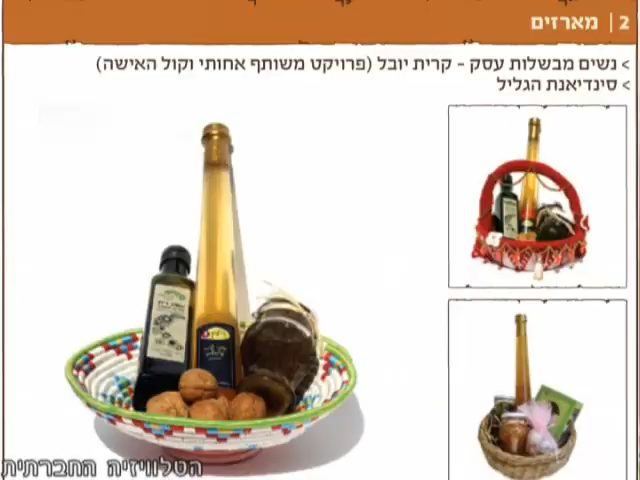 2 | מארזים
> נשים מבשלות עסק - קרית יובל (פרויקט משותף אחותי וקול האישה)
> סינדיאנת הגליל
הטלוויזיה החברתית